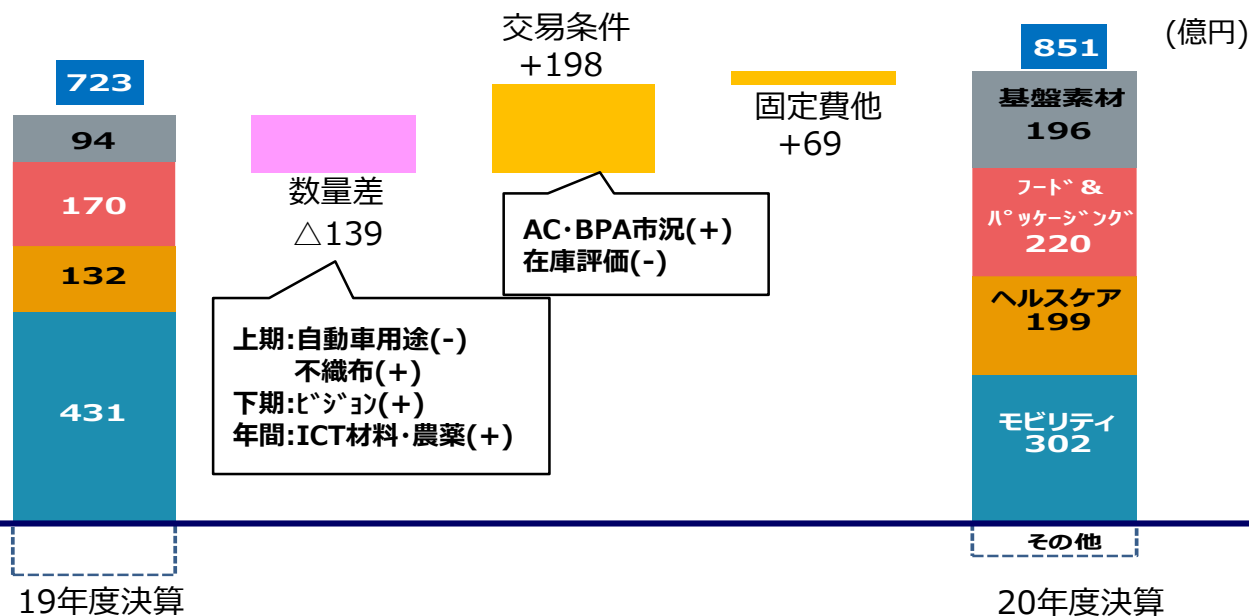 (億円)
723
94
170
132
431
19年度決算
数量差
△139
上期:自動車用途(-)
不織布(+)
下期:ﾋﾞｼﾞｮﾝ(+)
年間:ICT材料・農薬(+)
交易条件
+198
AC・BPA市況(+)
在庫評価(-)
固定費他
+69
851
基盤素材
196
ﾌｰﾄﾞ &
ﾊﾟｯｹｰｼﾞﾝｸﾞ
220
ヘルスケア
199
モビリティ
302
その他
20年度決算